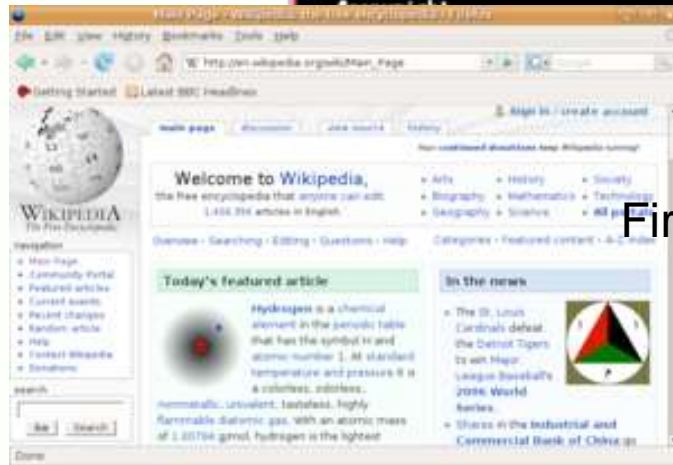 Main Page - Wikipedia, the free encyclopedia - Firefox
File Edit View History Bookmarks Tools Help
http://en.wikipedia.org/wiki/Main_Page
Getting Started Latest BBC Headlines
Sign in / create account
main page discussion view source history
Your continued donations keep Wikipedia running!
WIKIPEDIA
The Free Encyclopedia
Welcome to Wikipedia,
the free encyclopedia that anyone can edit.
articles in English
Arts History Society
Biography Mathematics Technology
Geography Science All portals
Fir
Overview · Searching · Editing · Questions · Help
Categories · Featured content · A–Z index
navigation
Main Page
Community Portal
Featured articles
Current events
Recent changes
Random article
Help
Contact Wikipedia
Donations
search
Go Search
Today's featured article
Hydrogen is a chemical
element in the periodic table
that has the symbol H and
atomic number 1. At standard
temperature and pressure it is
a colorless, odorless,
nonmetallic, univalent, tasteless, highly
flammable diatomic gas. With an atomic mass
of 1.00794 g/mol, hydrogen is the lightest
In the news
The St. Louis
Cardinals defeat
the Detroit Tigers
to win Major
League Baseball's
2006 World
Series.
Shares in the Industrial and
Commercial Bank of China go
Done